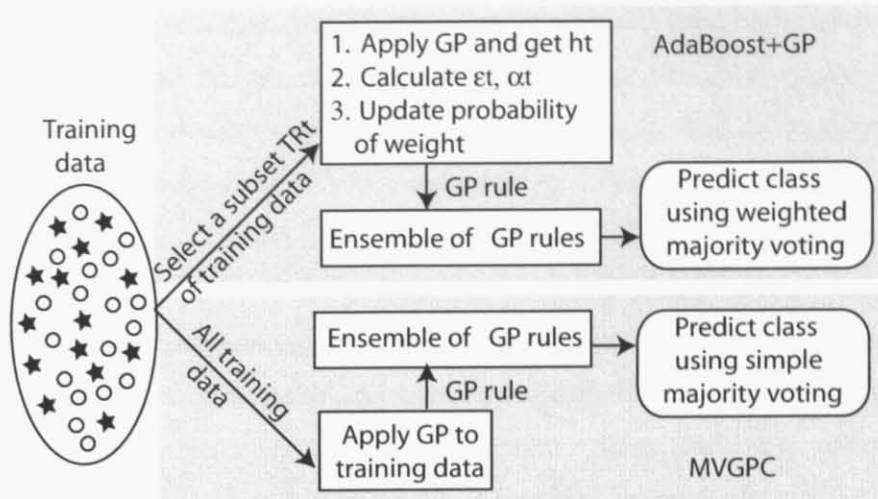 1. Apply GP and get ht
2. Calculate εt, αt
3. Update probability
of weight
AdaBoost+GP
Training
data
Select a subset TRt
of training data
GP rule
Ensemble of GP rules
Predict class
using weighted
majority voting
All training
data
Ensemble of GP rules
Predict class
using simple
majority voting
GP rule
Apply GP to
training data
MVGPC